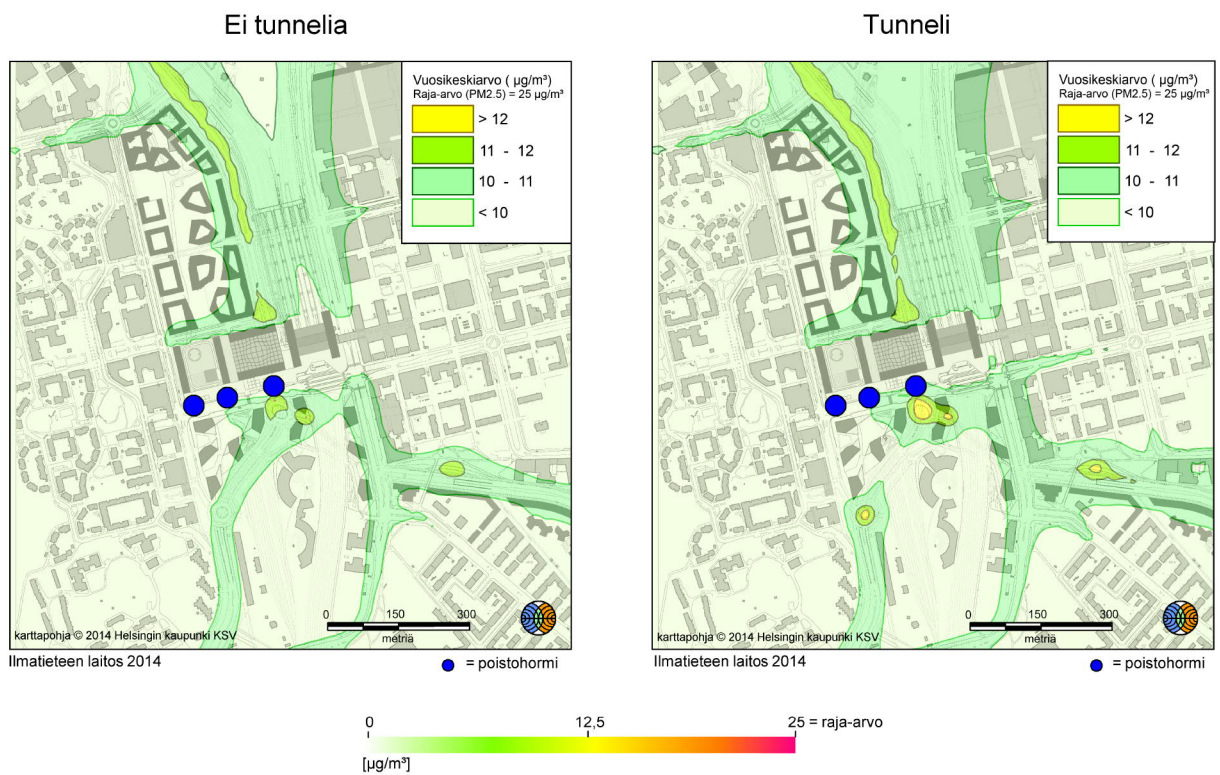 Ei tunnelia
Vuosikeskiarvo ( µg/m³)
Raja-arvo (PM2.5) = 25 µg/m³
> 12
11 - 12
10 - 11
< 10
0 150 300
metriä
karttapohja © 2014 Helsingin kaupunki KSV
Ilmatieteen laitos 2014
= poistohormi
Tunneli
Vuosikeskiarvo ( µg/m³)
Raja-arvo (PM2.5) = 25 µg/m³
> 12
11 - 12
10 - 11
< 10
0 150 300
metriä
karttapohja © 2014 Helsingin kaupunki KSV
Ilmatieteen laitos 2014
= poistohormi
0 12,5 25 = raja-arvo
[µg/m³]